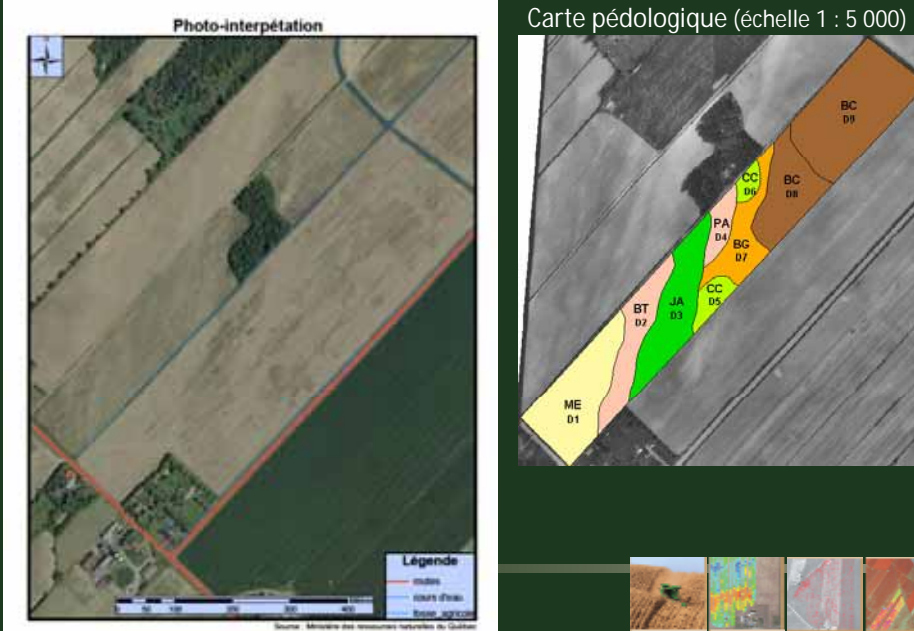 Photo-interpétation
Légende
routes
cours d'eau
fosse_agricole
0 50 100 200 300 400
Source : Ministère des ressources naturelles du Québec
Carte pédologique (échelle 1 : 5 000)
BC
D9
CC
D6
BC
D8
PA
D4
BG
D7
CC
D5
JA
D3
BT
D2
ME
D1